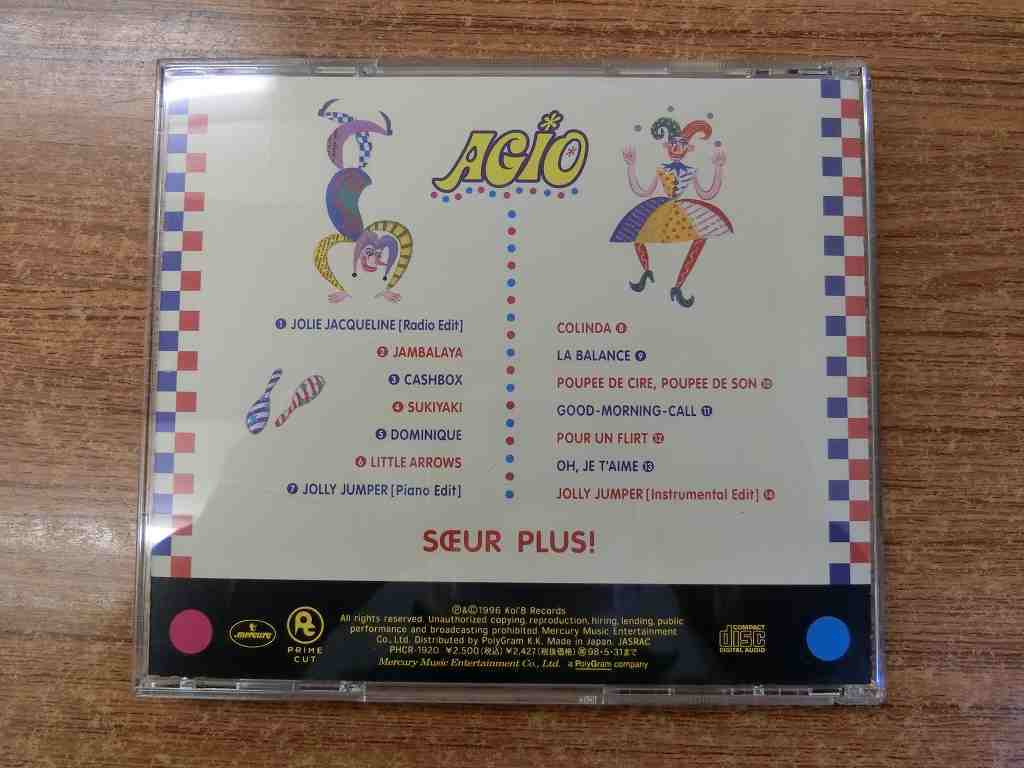 AGIO
❶ JOLIE JACQUELINE [Radio Edit]
❷ JAMBALAYA
❸ CASHBOX
❹ SUKIYAKI
❺ DOMINIQUE
❻ LITTLE ARROWS
❼ JOLLY JUMPER [Piano Edit]
COLINDA ❽
LA BALANCE ❾
POUPEE DE CIRE, POUPEE DE SON ❿
GOOD-MORNING-CALL ⓫
POUR UN FLIRT ⓬
OH, JE T'AIME ⓭
JOLLY JUMPER [Instrumental Edit] ⓮
SŒUR PLUS!
mercury
PRIME
CUT
Ⓟ&Ⓒ1996 Koi'8 Records
All rights reserved. Unauthorized copying, reproduction, hiring, lending, public
performance and broadcasting prohibited. Mercury Music Entertainment
Co., Ltd. Distributed by PolyGram K.K. Made in Japan. JASRAC
PHCR-1920 ¥2,500(税込) ¥2,427(税抜価格) 98·5·31まで
Mercury Music Entertainment Co., Ltd. a PolyGram company
COMPACT
disc
DIGITAL AUDIO